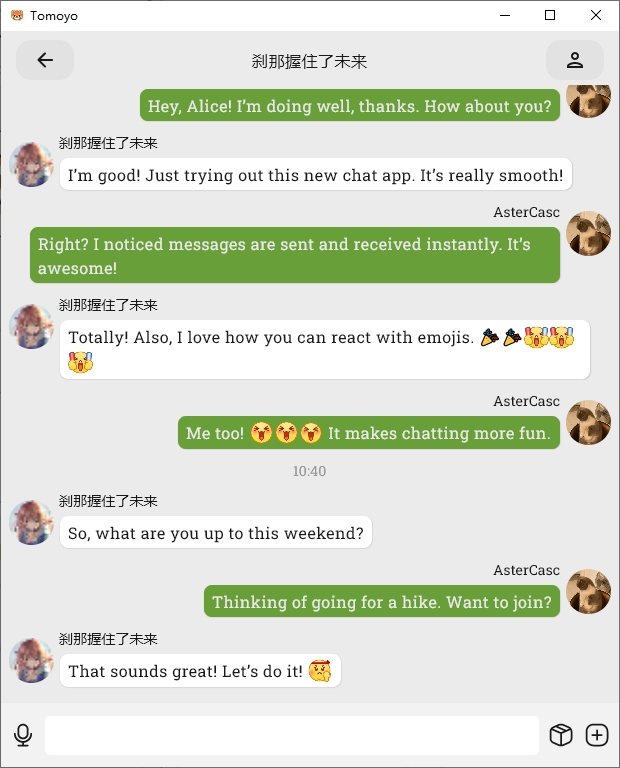 Tomoyo
刹那握住了未来
Hey, Alice! I’m doing well, thanks. How about you?
刹那握住了未来
I’m good! Just trying out this new chat app. It’s really smooth!
AsterCasc
Right? I noticed messages are sent and received instantly. It’s
awesome!
刹那握住了未来
Totally! Also, I love how you can react with emojis.
AsterCasc
Me too! It makes chatting more fun.
10:40
刹那握住了未来
So, what are you up to this weekend?
AsterCasc
Thinking of going for a hike. Want to join?
刹那握住了未来
That sounds great! Let’s do it!